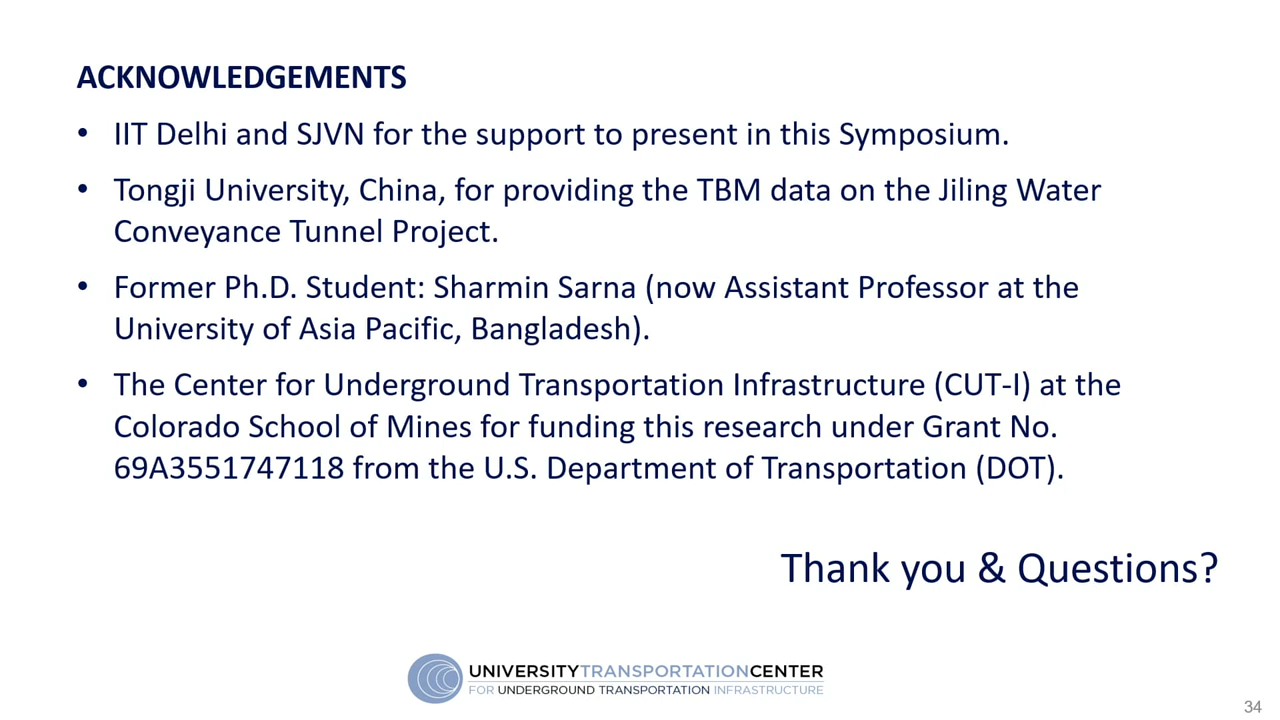 ACKNOWLEDGEMENTS
• IIT Delhi and SJVN for the support to present in this Symposium.
• Tongji University, China, for providing the TBM data on the Jiling Water
Conveyance Tunnel Project.
• Former Ph.D. Student: Sharmin Sarna (now Assistant Professor at the
University of Asia Pacific, Bangladesh).
• The Center for Underground Transportation Infrastructure (CUT-I) at the
Colorado School of Mines for funding this research under Grant No.
69A3551747118 from the U.S. Department of Transportation (DOT).
Thank you & Questions?
UNIVERSITYTRANSPORTATIONCENTER
FOR UNDERGROUND TRANSPORTATION INFRASTRUCTURE
34